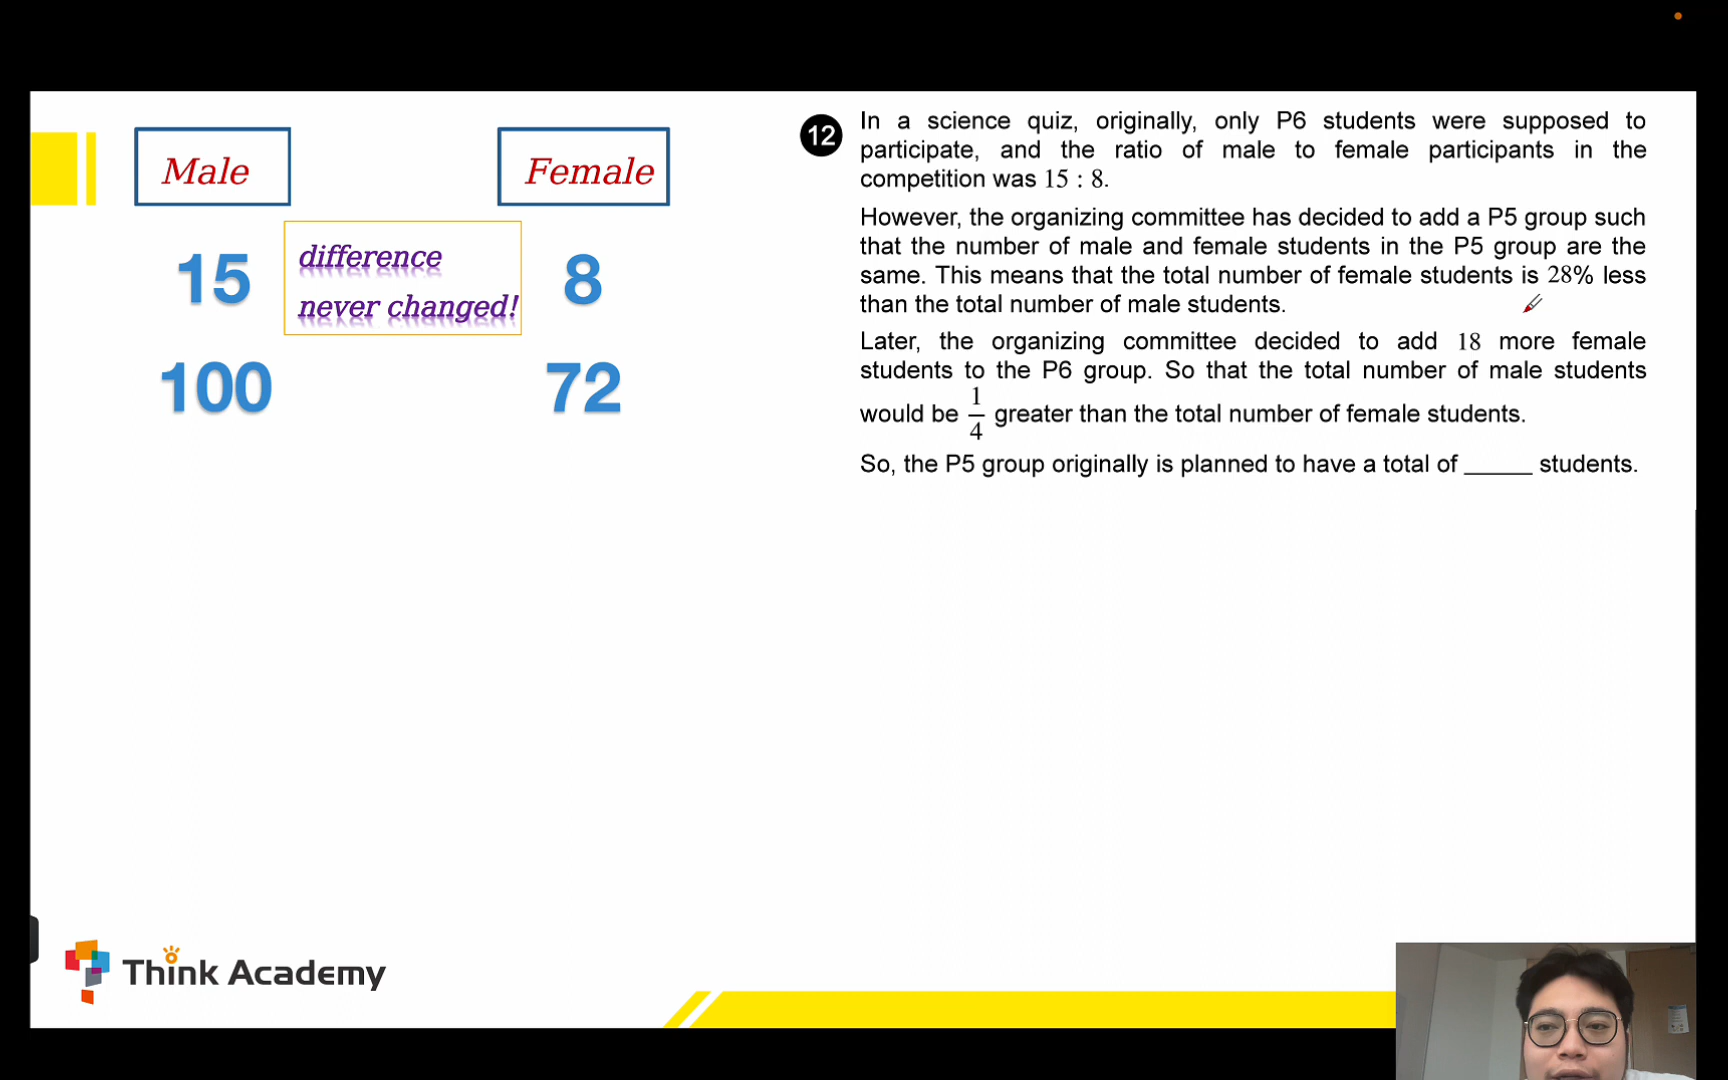 Male
Female
15
difference
never changed!
8
100
72
12
In a science quiz, originally, only P6 students were supposed to
participate, and the ratio of male to female participants in the
competition was 15 : 8.
However, the organizing committee has decided to add a P5 group such
that the number of male and female students in the P5 group are the
same. This means that the total number of female students is 28% less
than the total number of male students.
Later, the organizing committee decided to add 18 more female
students to the P6 group. So that the total number of male students
would be 1/4 greater than the total number of female students.
So, the P5 group originally is planned to have a total of _____ students.
Think Academy